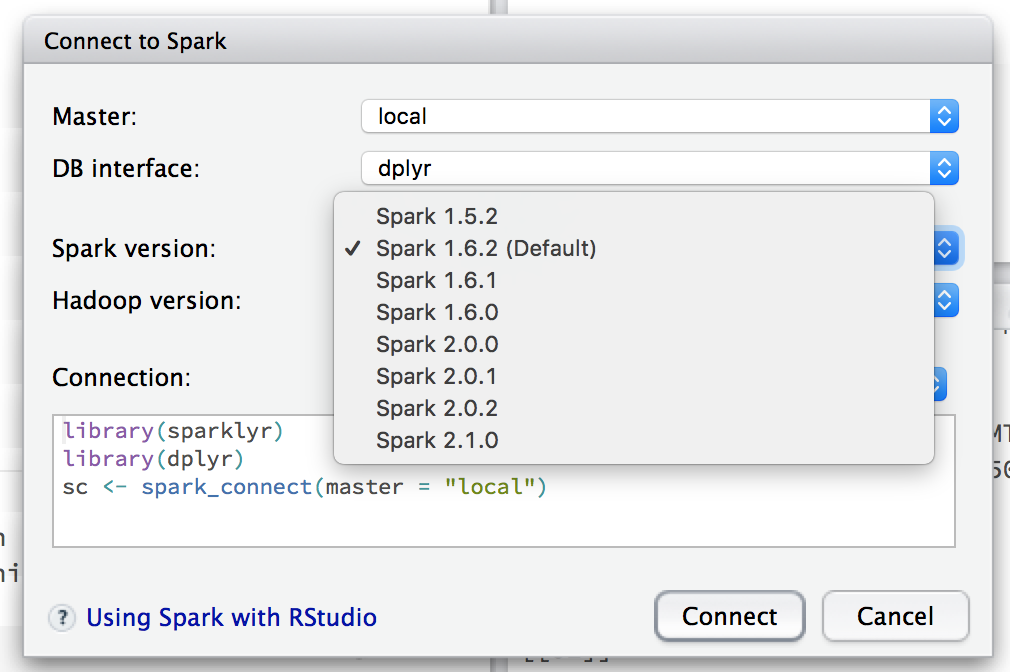 Connect to Spark
Master:
local
DB interface:
dplyr
Spark version:
Spark 1.5.2
✓ Spark 1.6.2 (Default)
Spark 1.6.1
Spark 1.6.0
Spark 2.0.0
Spark 2.0.1
Spark 2.0.2
Spark 2.1.0
Hadoop version:
Connection:
library(sparklyr)
library(dplyr)
sc <- spark_connect(master = "local")
? Using Spark with RStudio
Connect
Cancel